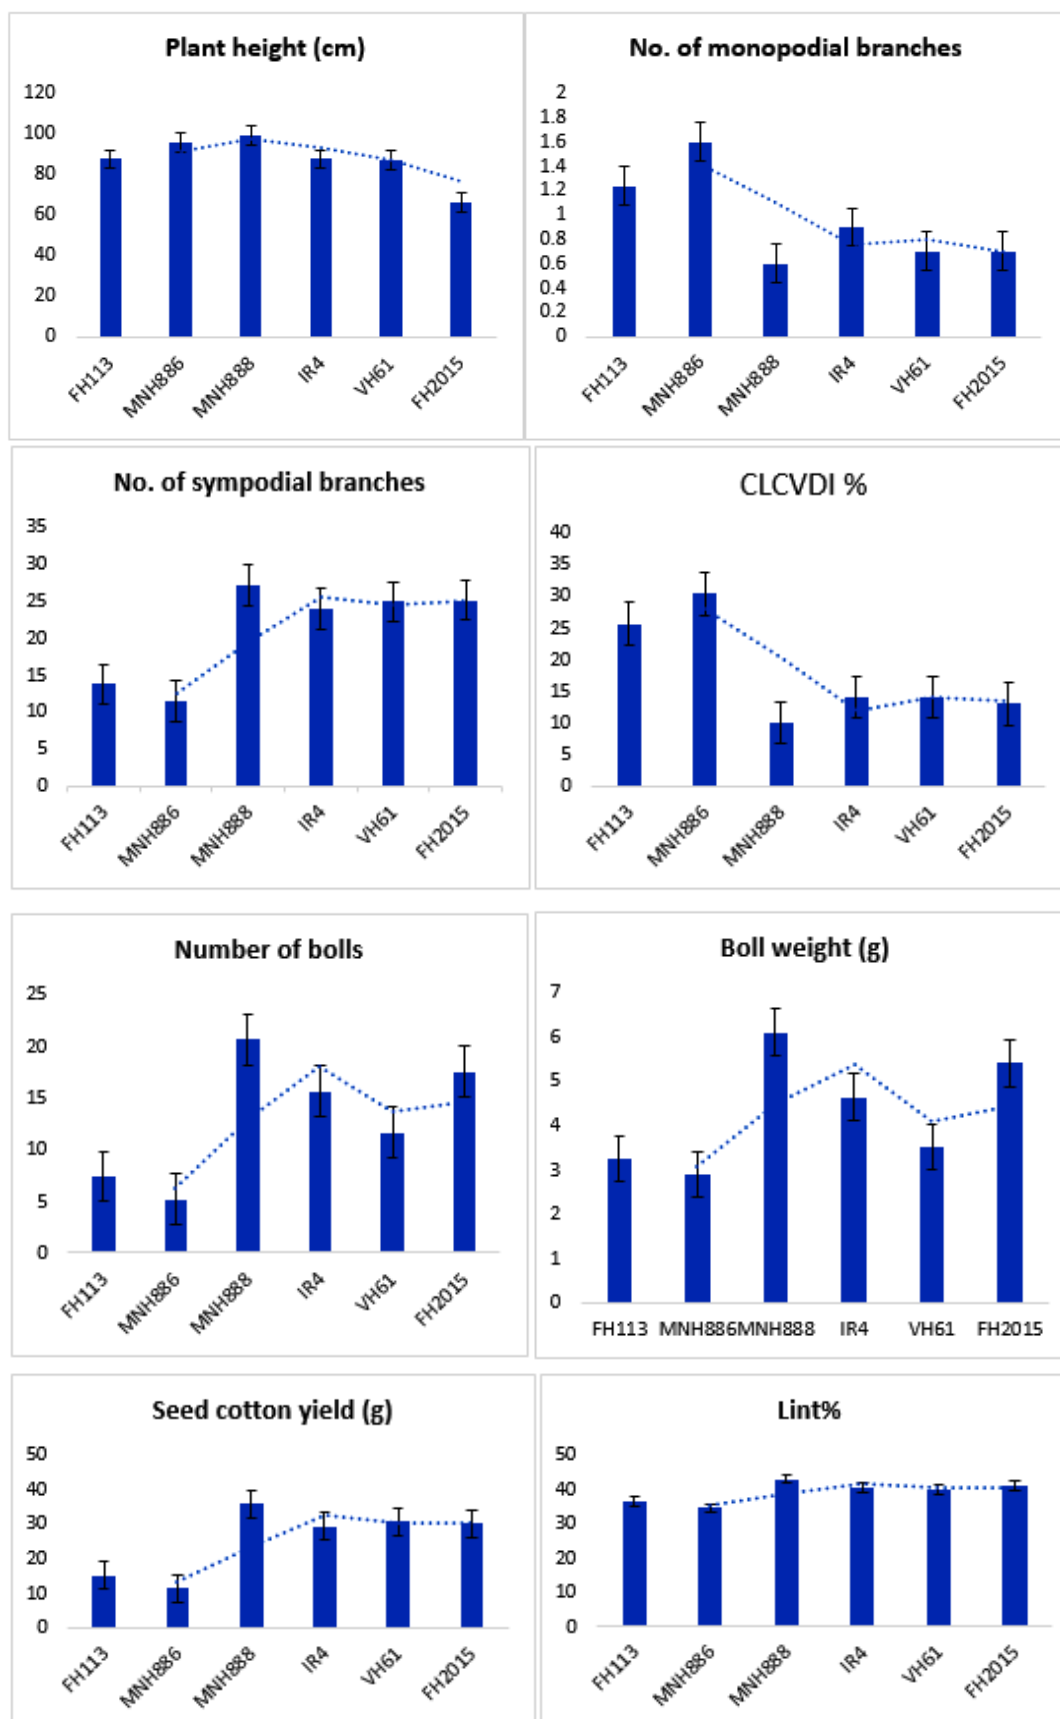 Plant height (cm)
120
100
80
60
40
20
0
FH113
MNH886
MNH888
IR4
VH61
FH2015
No. of monopodial branches
2
1.8
1.6
1.4
1.2
1
0.8
0.6
0.4
0.2
0
FH113
MNH886
MNH888
IR4
VH61
FH2015
No. of sympodial branches
35
30
25
20
15
10
5
0
FH113
MNH886
MNH888
IR4
VH61
FH2015
CLCVDI %
40
35
30
25
20
15
10
5
0
FH113
MNH886
MNH888
IR4
VH61
FH2015
Number of bolls
25
20
15
10
5
0
FH113
MNH886
MNH888
IR4
VH61
FH2015
Boll weight (g)
7
6
5
4
3
2
1
0
FH113 MNH886 MNH888 IR4 VH61 FH2015
Seed cotton yield (g)
50
40
30
20
10
0
FH113
MNH886
MNH888
IR4
VH61
FH2015
Lint%
50
40
30
20
10
0
FH113
MNH886
MNH888
IR4
VH61
FH2015